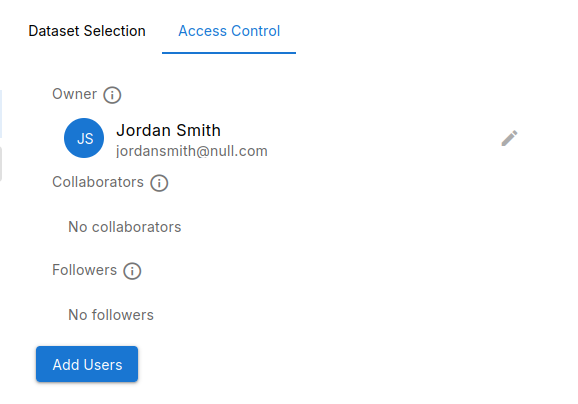 Dataset Selection Access Control
Owner
JS
Jordan Smith
jordansmith@null.com
Collaborators
No collaborators
Followers
No followers
Add Users